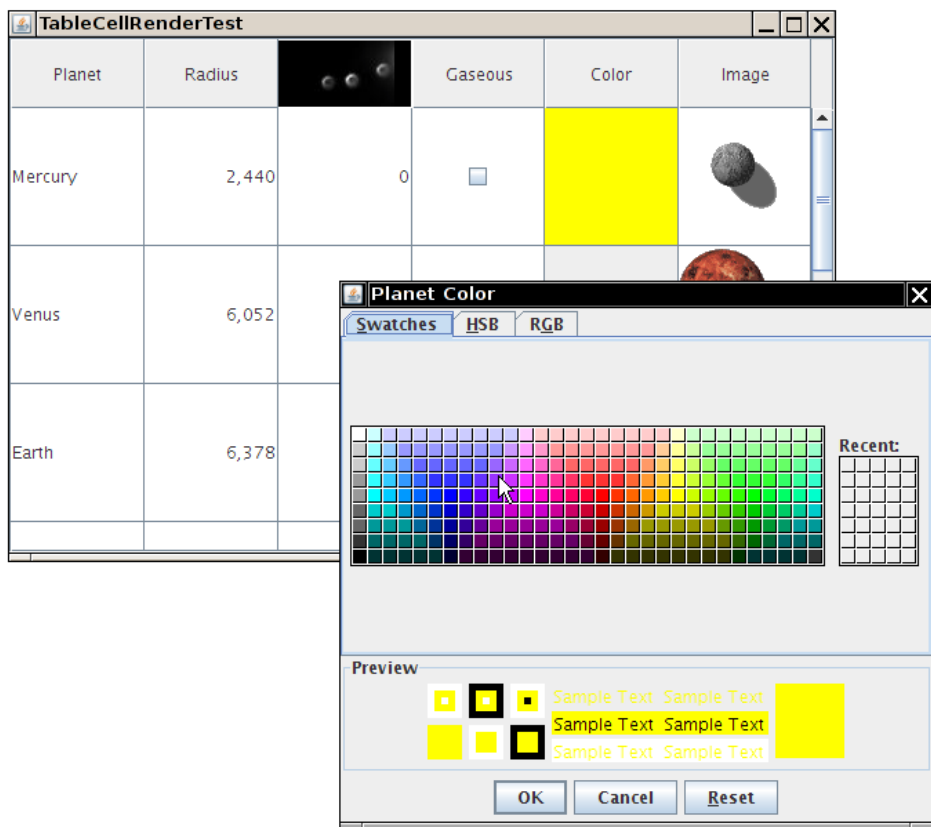 TableCellRenderTest
Planet Radius Gaseous Color Image
Mercury 2,440 0
Venus 6,052
Earth 6,378
Planet Color
Swatches HSB RGB
Recent:
Preview
Sample Text Sample Text
Sample Text Sample Text
Sample Text Sample Text
OK Cancel Reset